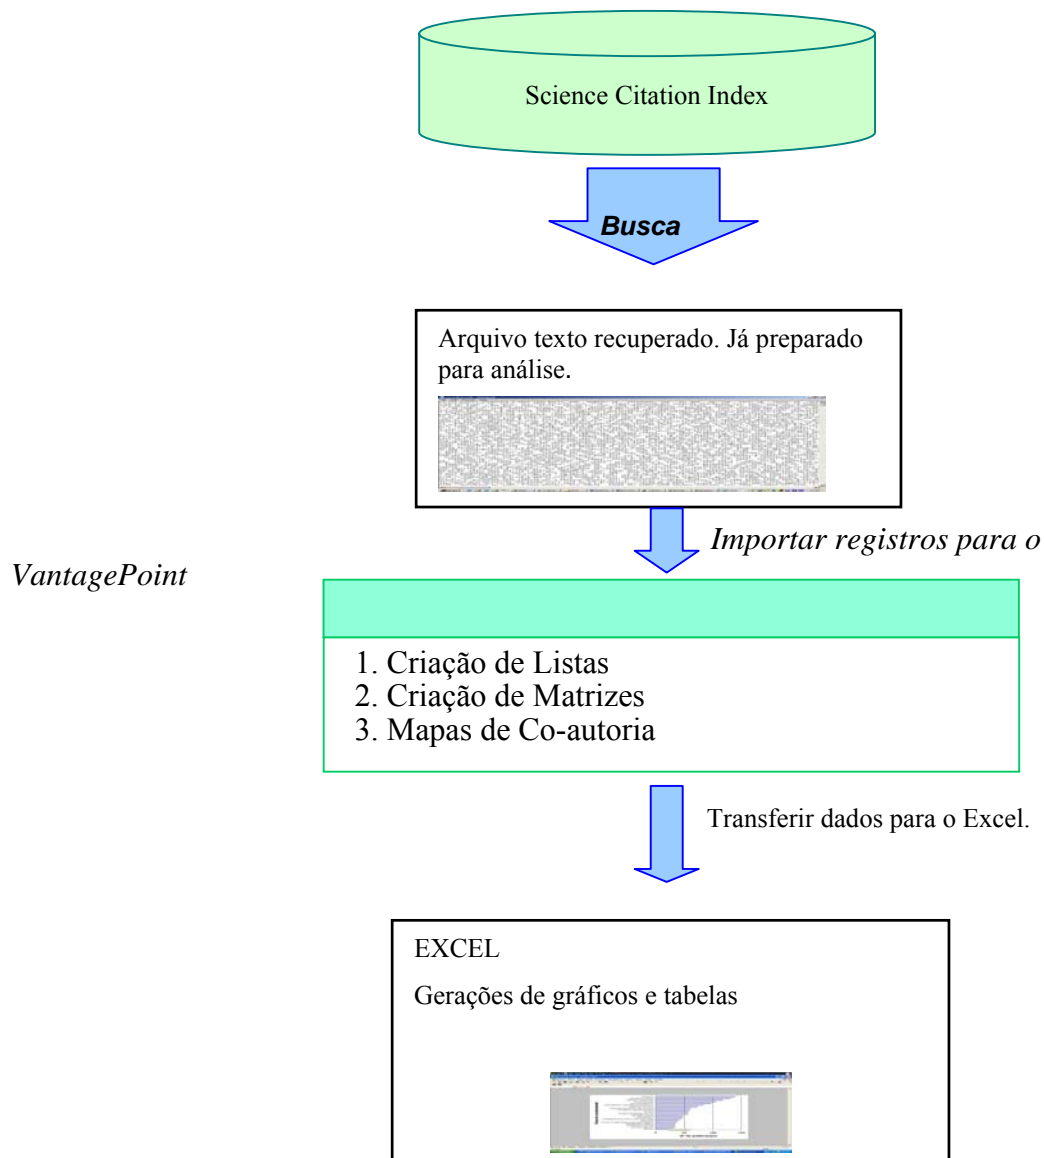 Science Citation Index
Busca
Arquivo texto recuperado. Já preparado
para análise.
Importar registros para o
VantagePoint
1. Criação de Listas
2. Criação de Matrizes
3. Mapas de Co-autoria
Transferir dados para o Excel.
EXCEL
Gerações de gráficos e tabelas